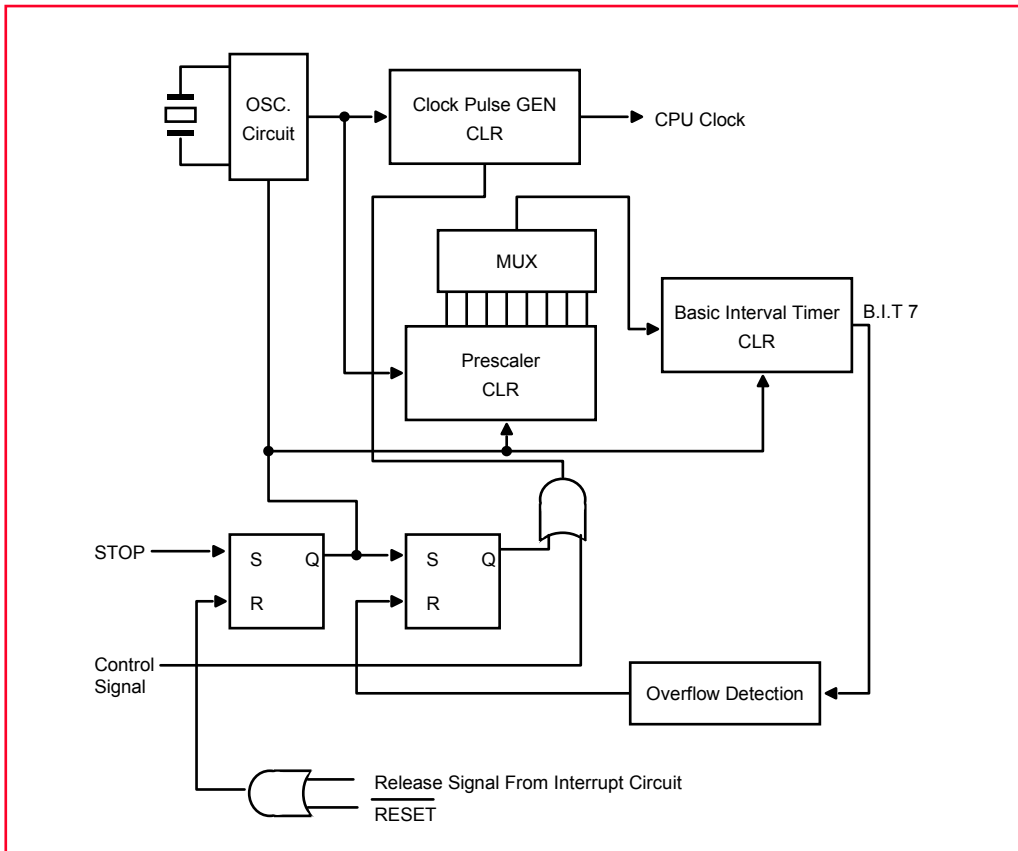 OSC.
Circuit
Clock Pulse GEN
CLR
CPU Clock
MUX
Basic Interval Timer
CLR
B.I.T 7
Prescaler
CLR
STOP
S Q
R
S Q
R
Control
Signal
Overflow Detection
Release Signal From Interrupt Circuit
RESET